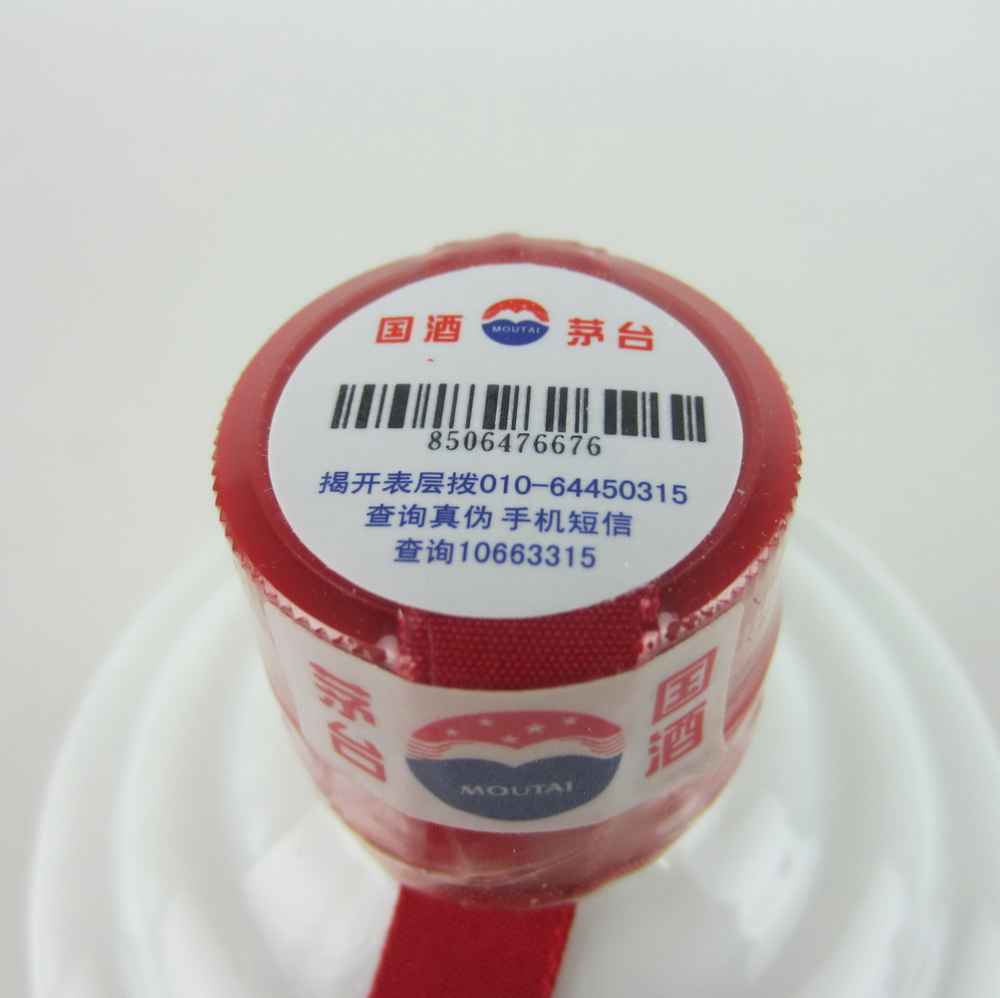 国酒 MOUTAI 茅台
8506476676
揭开表层拨010-64450315
查询真伪 手机短信
查询10663315
茅台 MOUTAI 国酒